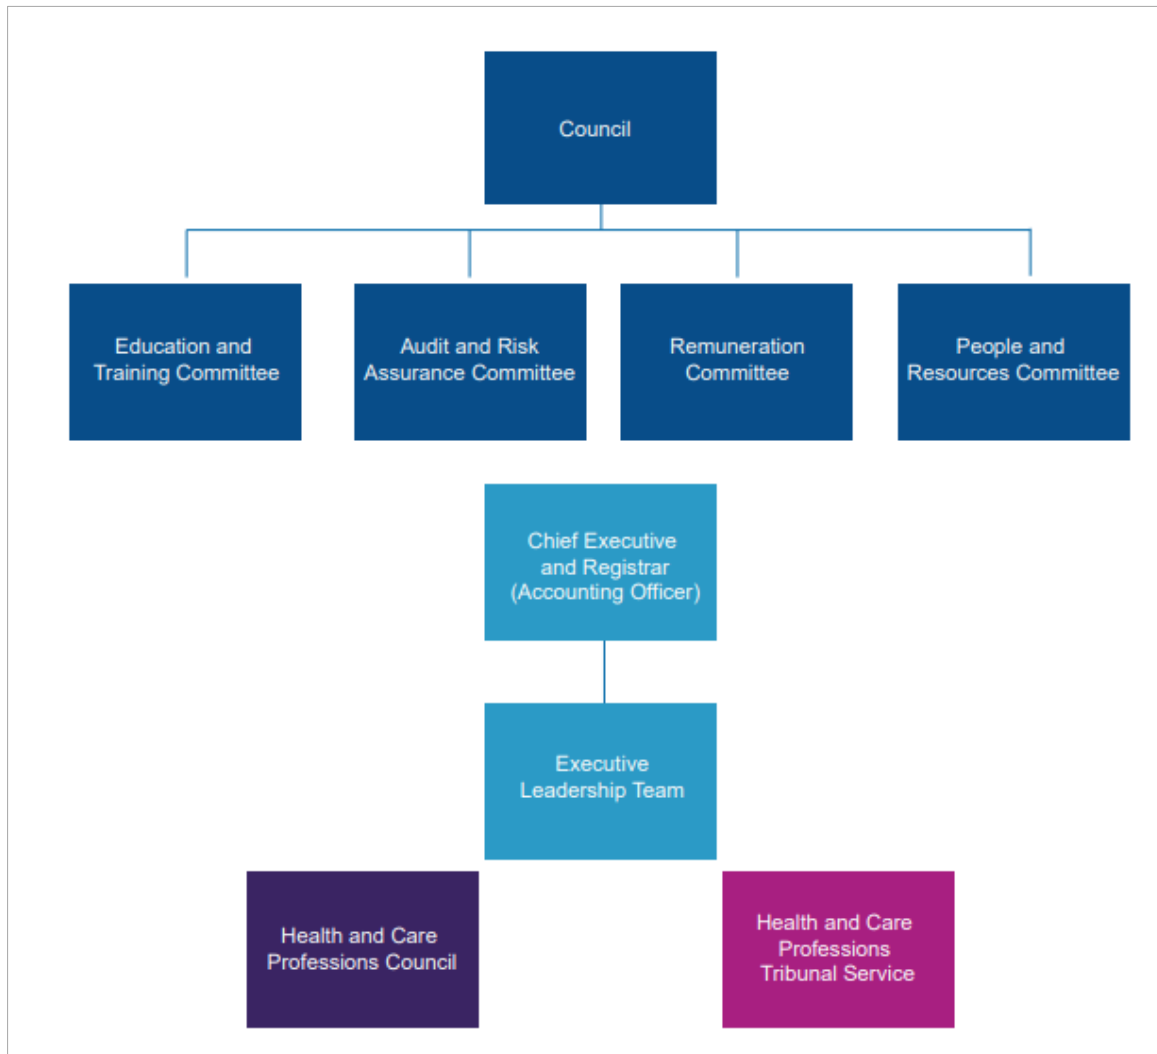 Council
Education and
Training Committee
Audit and Risk
Assurance Committee
Remuneration
Committee
People and
Resources Committee
Chief Executive
and Registrar
(Accounting Officer)
Executive
Leadership Team
Health and Care
Professions Council
Health and Care
Professions
Tribunal Service